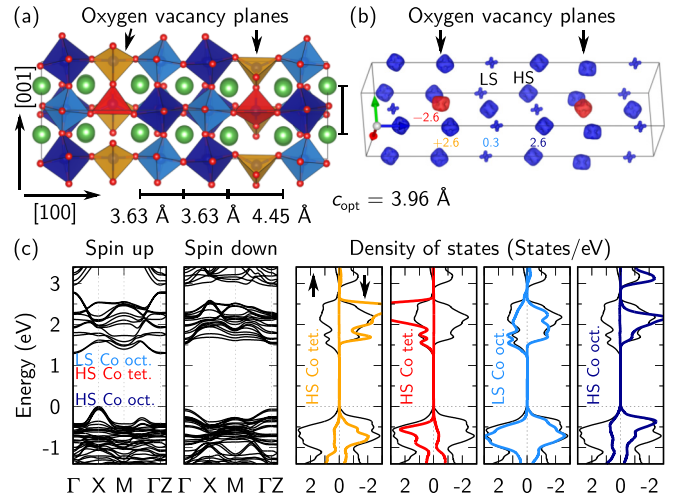 (a) Oxygen vacancy planes
[001]
[100]
3.63 Å 3.63 Å 4.45 Å
(b) Oxygen vacancy planes
LS HS
−2.6
+2.6 0.3 2.6
c_opt = 3.96 Å
(c) Spin up Spin down Density of states (States/eV)
Energy (eV)
3
2
1
0
-1
LS Co oct.
HS Co tet.
HS Co oct.
HS Co tet.
HS Co tet.
LS Co oct.
HS Co oct.
Γ X M ΓZ Γ X M ΓZ 2 0 -2 2 0 -2 2 0 -2 2 0 -2